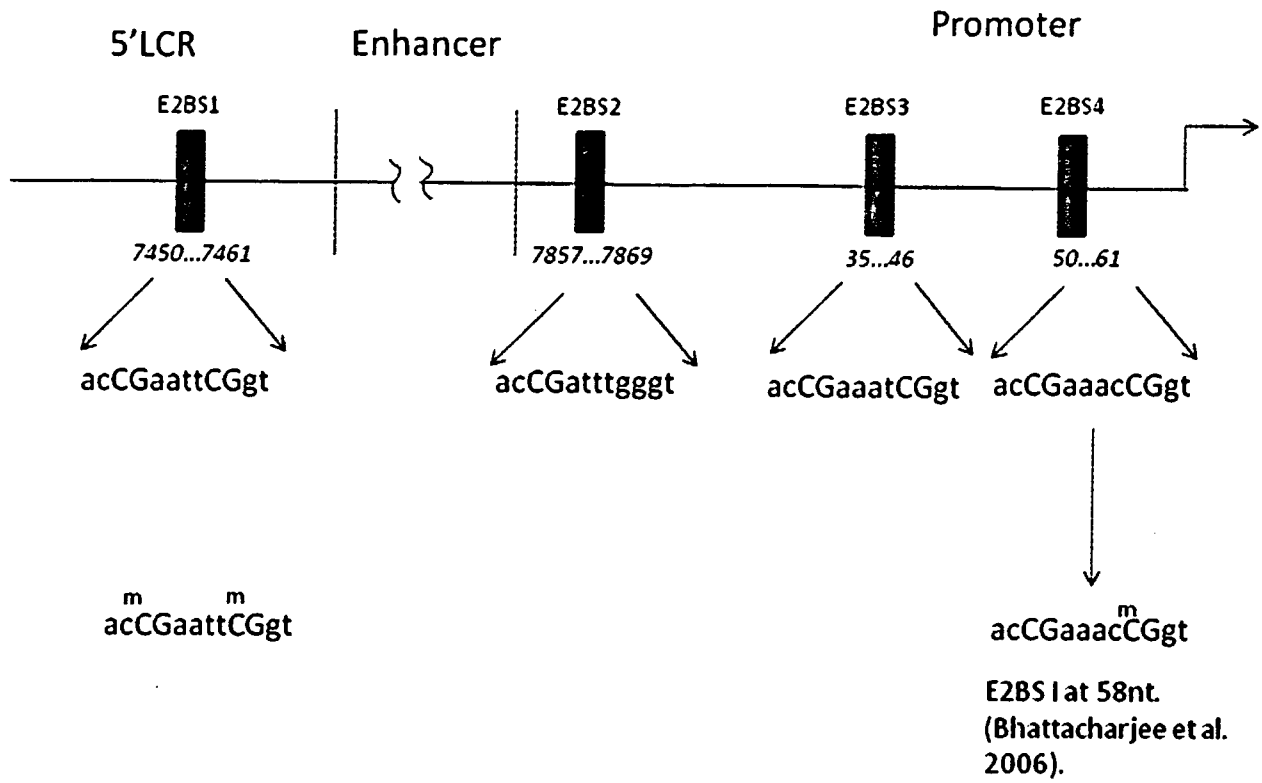 5'LCR
Enhancer
Promoter
E2BS1
E2BS2
E2BS3
E2BS4
7450...7461
7857...7869
35...46
50...61
acCGaattCGgt
acCGatttgggt
acCGaaatCGgt
acCGaaacCGgt
m m
acCGaattCGgt
m
acCGaaacCGgt
E2BS I at 58nt.
(Bhattacharjee et al.
2006).